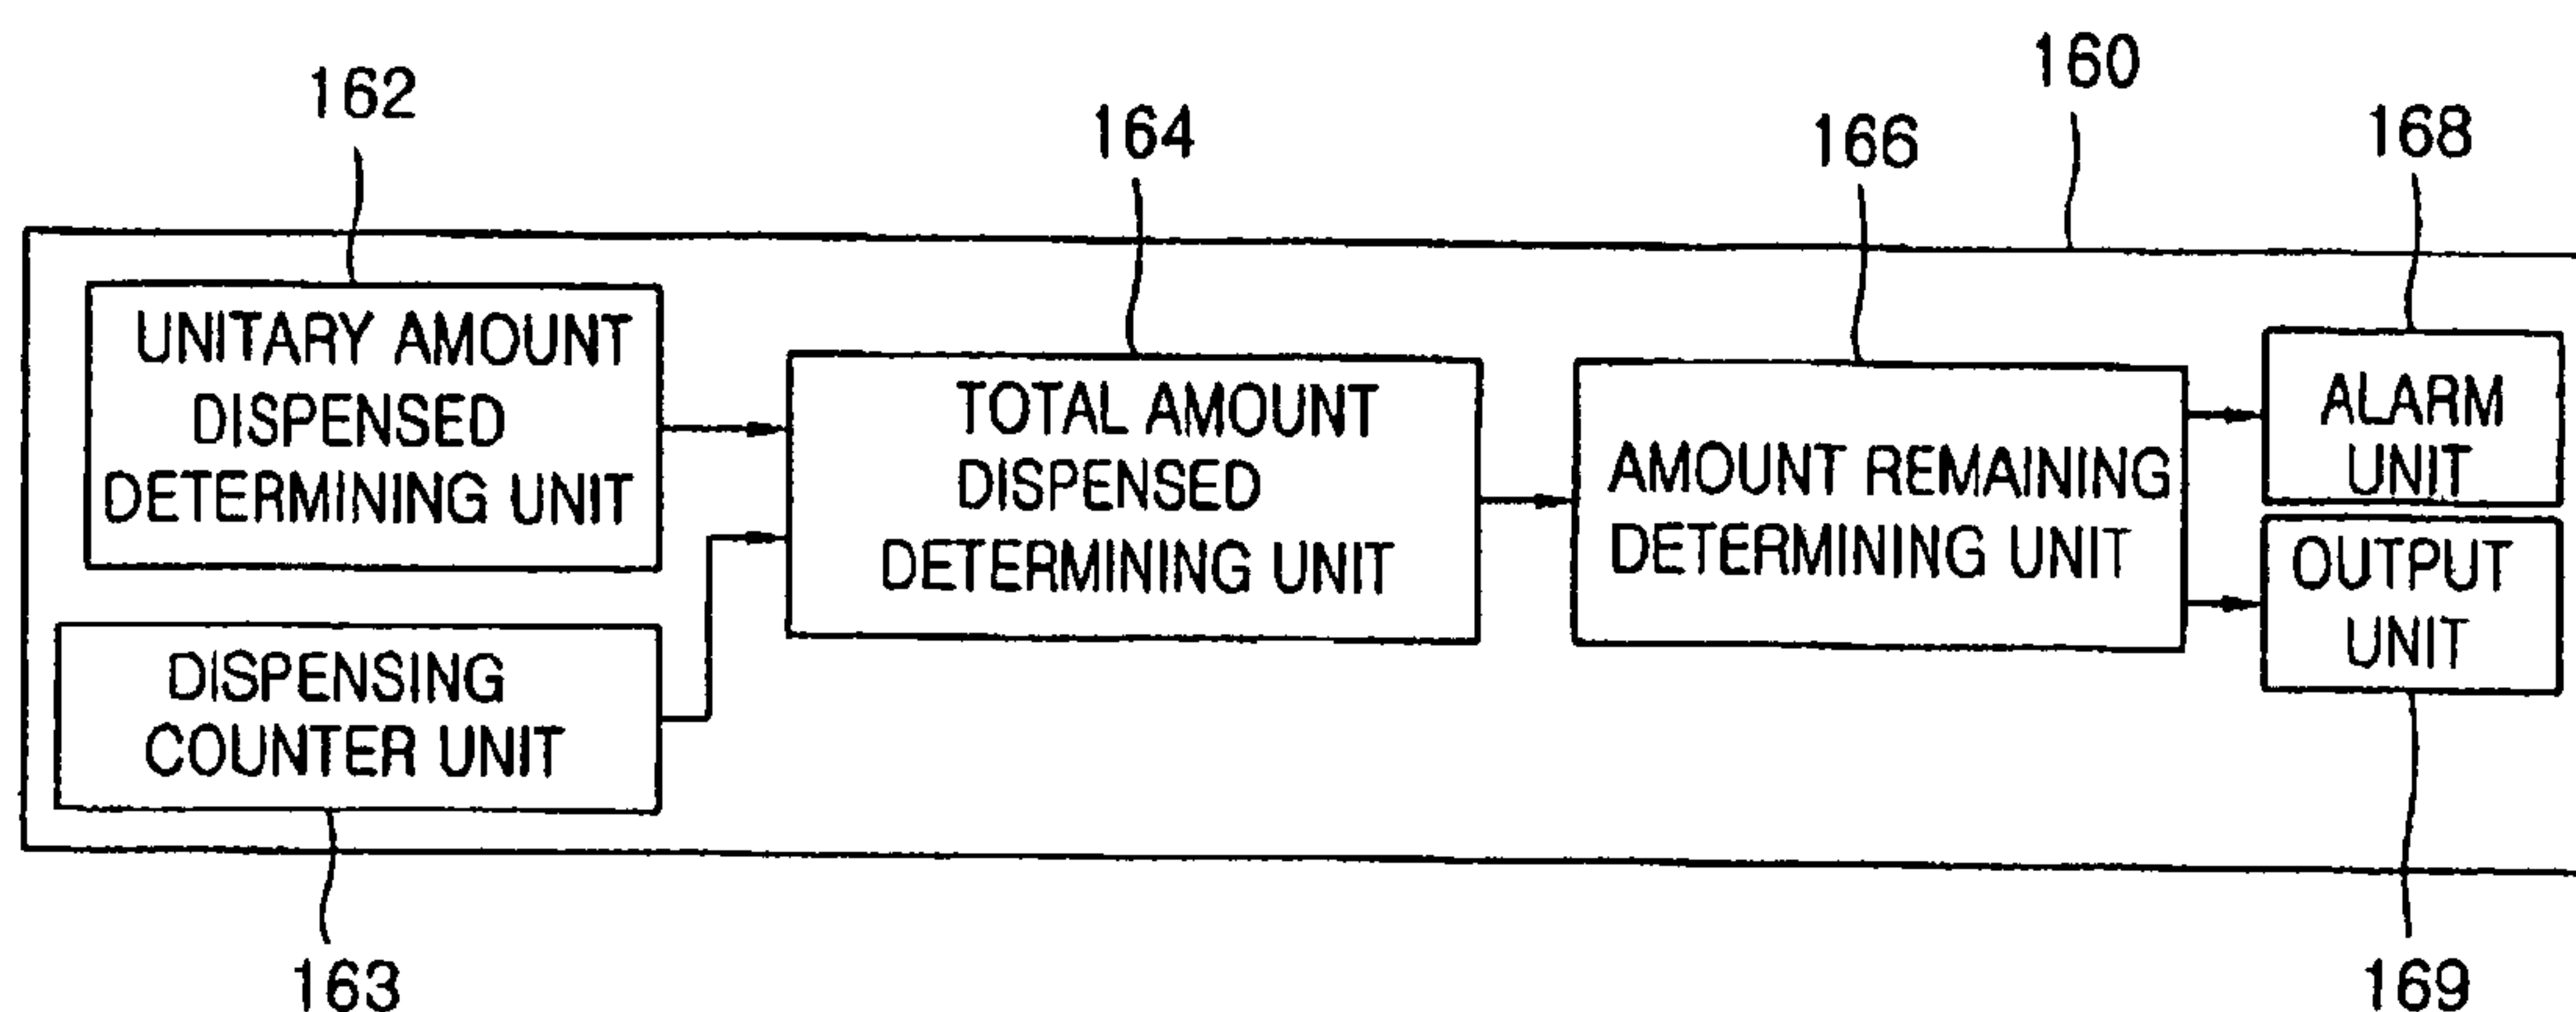 160
162
164
166
168
UNITARY AMOUNT
DISPENSED
DETERMINING UNIT
TOTAL AMOUNT
DISPENSED
DETERMINING UNIT
AMOUNT REMAINING
DETERMINING UNIT
ALARM
UNIT
OUTPUT
UNIT
DISPENSING
COUNTER UNIT
163
169